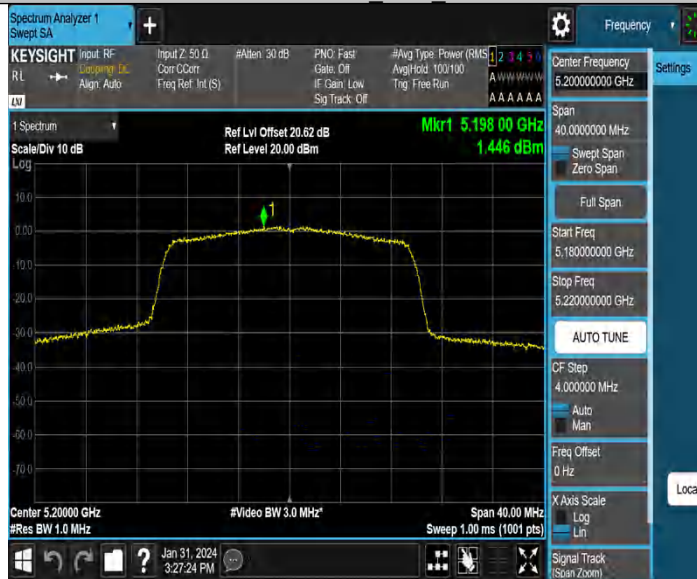 Spectrum Analyzer 1
Swept SA
Frequency
KEYSIGHT
Input: RF
Coupling: DC
Align: Auto
Input Z: 50 Ω
Corr CCorr
Freq Ref: Int (S)
#Atten: 30 dB
PNO: Fast
Gate: Off
IF Gain: Low
Sig Track: Off
#Avg Type: Power (RMS
Avg|Hold: 100/100
Trig: Free Run
1 2 3 4 5 6
A W W W W W
A A A A A A
LXI
1 Spectrum
Scale/Div 10 dB
Ref Lvl Offset 20.62 dB
Ref Level 20.00 dBm
Mkr1 5.198 00 GHz
1.446 dBm
Log
10.0
0.00
-10.0
-20.0
-30.0
-40.0
-50.0
-60.0
-70.0
1
Center 5.20000 GHz
#Res BW 1.0 MHz
#Video BW 3.0 MHz*
Span 40.00 MHz
Sweep 1.00 ms (1001 pts)
Jan 31, 2024
3:27:24 PM
Center Frequency
5.200000000 GHz
Settings
Span
40.0000000 MHz
Swept Span
Zero Span
Full Span
Start Freq
5.180000000 GHz
Stop Freq
5.220000000 GHz
AUTO TUNE
CF Step
4.000000 MHz
Auto
Man
Freq Offset
0 Hz
X Axis Scale
Log
Lin
Loca
Signal Track
(Span Zoom)